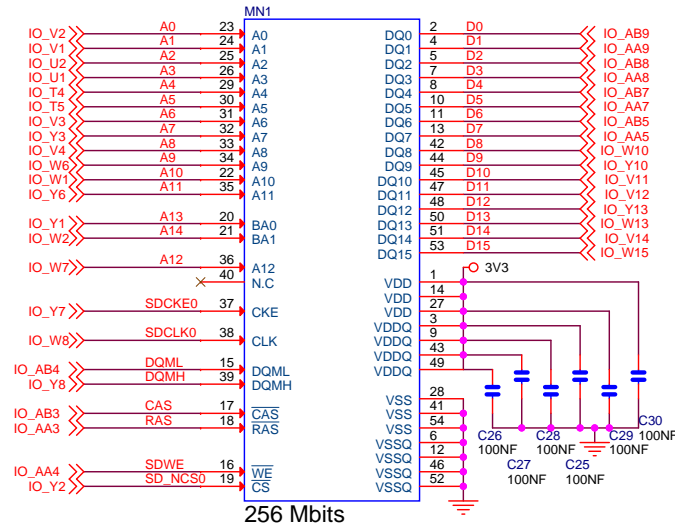 MN1
IO_V2 A0 23 A0 DQ0 2 D0 IO_AB9
IO_V1 A1 24 A1 DQ1 4 D1 IO_AA9
IO_U2 A2 25 A2 DQ2 5 D2 IO_AB8
IO_U1 A3 26 A3 DQ3 7 D3 IO_AA8
IO_T4 A4 29 A4 DQ4 8 D4 IO_AB7
IO_T5 A5 30 A5 DQ5 10 D5 IO_AA7
IO_V3 A6 31 A6 DQ6 11 D6 IO_AB5
IO_Y3 A7 32 A7 DQ7 13 D7 IO_AA5
IO_V4 A8 33 A8 DQ8 42 D8 IO_W10
IO_W6 A9 34 A9 DQ9 44 D9 IO_Y10
IO_W1 A10 22 A10 DQ10 45 D10 IO_V11
IO_Y6 A11 35 A11 DQ11 47 D11 IO_V12
DQ12 48 D12 IO_Y13
IO_Y1 A13 20 BA0 DQ13 50 D13 IO_W13
IO_W2 A14 21 BA1 DQ14 51 D14 IO_V14
DQ15 53 D15 IO_W15
IO_W7 A12 36 A12 3V3
40 N.C VDD 1
VDD 14
IO_Y7 SDCKE0 37 CKE VDD 27
VDDQ 3
IO_W8 SDCLK0 38 CLK VDDQ 9
VDDQ 43
IO_AB4 DQML 15 DQML VDDQ 49
IO_Y8 DQMH 39 DQMH
VSS 28
IO_AB3 CAS 17 CAS VSS 41
IO_AA3 RAS 18 RAS VSS 54
VSSQ 6
VSSQ 12
IO_AA4 SDWE 16 WE VSSQ 46
IO_Y2 SD_NCS0 19 CS VSSQ 52
C26 C28 C29 C30
100NF 100NF 100NF 100NF
C27 C25
100NF 100NF
256 Mbits